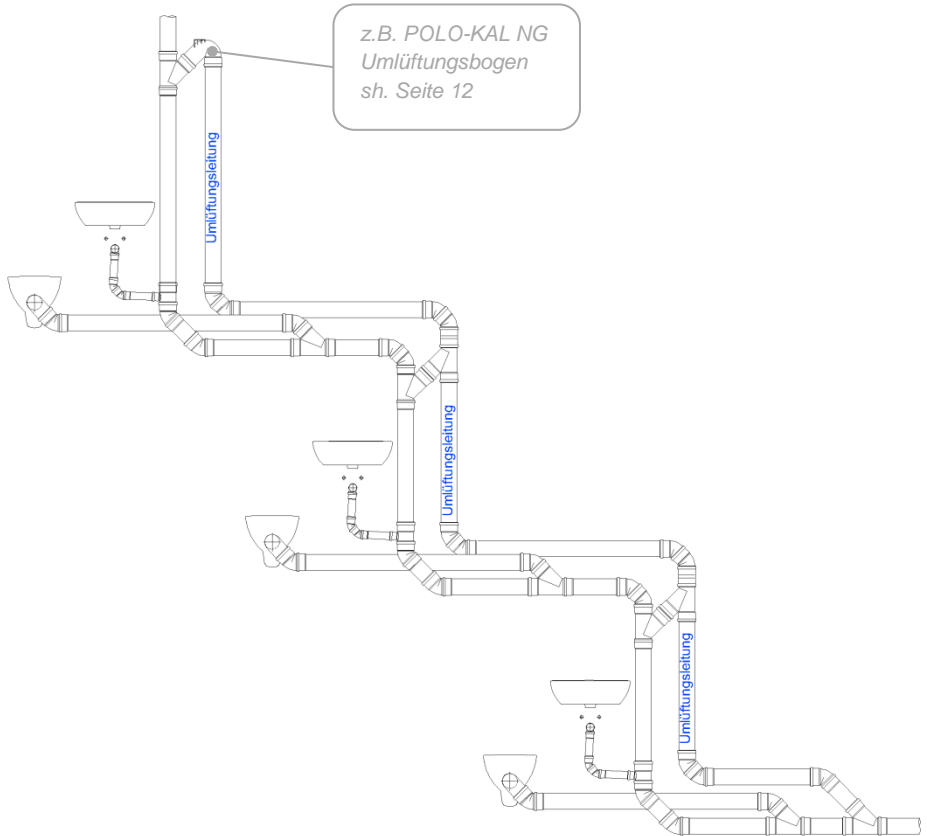 z.B. POLO-KAL NG
Umlüftungsbogen
sh. Seite 12
Umlüftungsleitung
Umlüftungsleitung
Umlüftungsleitung